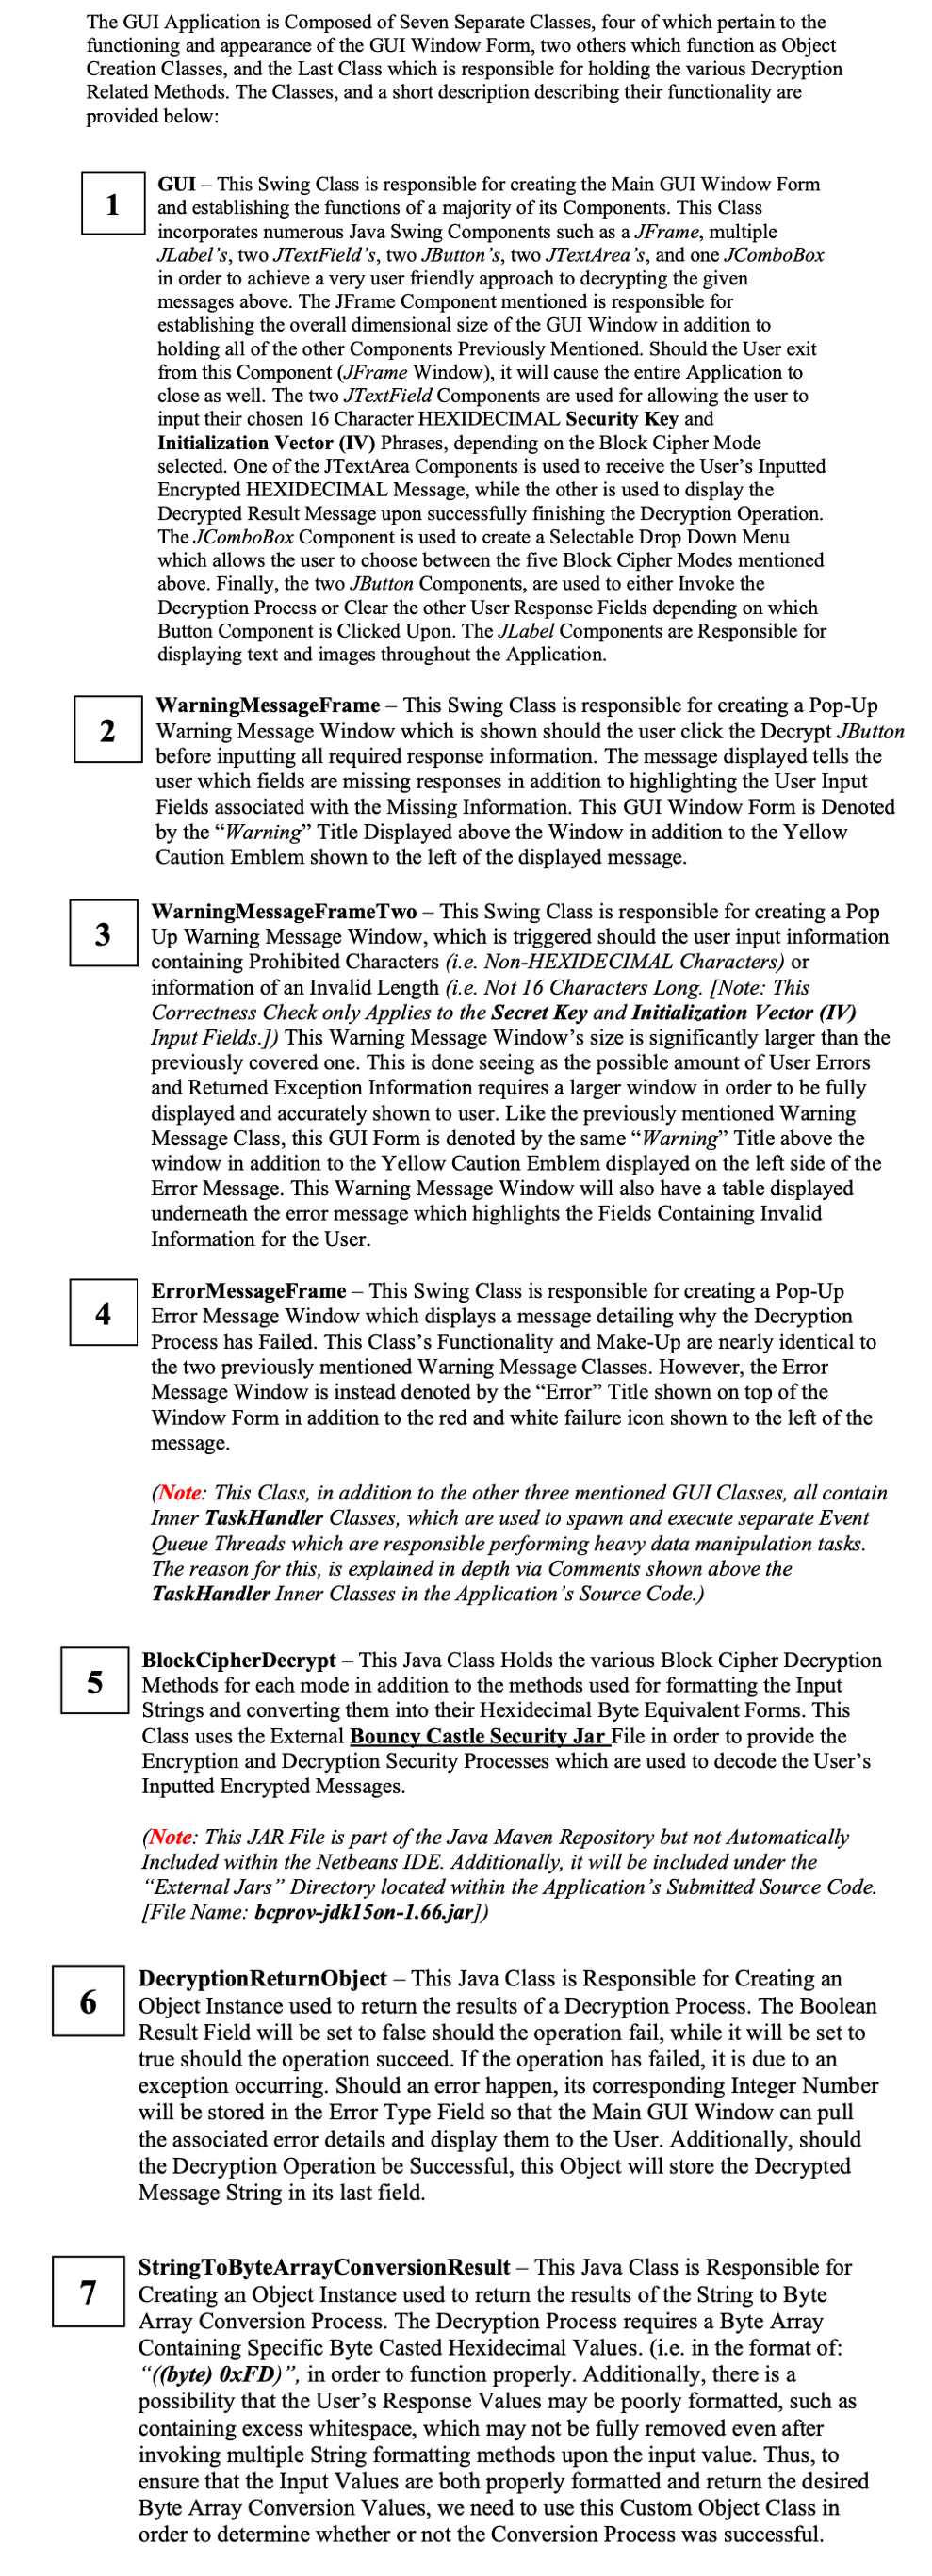 The GUI Application is Composed of Seven Separate Classes, four of which pertain to the
functioning and appearance of the GUI Window Form, two others which function as Object
Creation Classes, and the Last Class which is responsible for holding the various Decryption
Related Methods. The Classes, and a short description describing their functionality are
provided below:
1
GUI – This Swing Class is responsible for creating the Main GUI Window Form
and establishing the functions of a majority of its Components. This Class
incorporates numerous Java Swing Components such as a JFrame, multiple
JLabel’s, two JTextField’s, two JButton’s, two JTextArea’s, and one JComboBox
in order to achieve a very user friendly approach to decrypting the given
messages above. The JFrame Component mentioned is responsible for
establishing the overall dimensional size of the GUI Window in addition to
holding all of the other Components Previously Mentioned. Should the User exit
from this Component (JFrame Window), it will cause the entire Application to
close as well. The two JTextField Components are used for allowing the user to
input their chosen 16 Character HEXIDECIMAL Security Key and
Initialization Vector (IV) Phrases, depending on the Block Cipher Mode
selected. One of the JTextArea Components is used to receive the User’s Inputted
Encrypted HEXIDECIMAL Message, while the other is used to display the
Decrypted Result Message upon successfully finishing the Decryption Operation.
The JComboBox Component is used to create a Selectable Drop Down Menu
which allows the user to choose between the five Block Cipher Modes mentioned
above. Finally, the two JButton Components, are used to either Invoke the
Decryption Process or Clear the other User Response Fields depending on which
Button Component is Clicked Upon. The JLabel Components are Responsible for
displaying text and images throughout the Application.
2
WarningMessageFrame – This Swing Class is responsible for creating a Pop-Up
Warning Message Window which is shown should the user click the Decrypt JButton
before inputting all required response information. The message displayed tells the
user which fields are missing responses in addition to highlighting the User Input
Fields associated with the Missing Information. This GUI Window Form is Denoted
by the “Warning” Title Displayed above the Window in addition to the Yellow
Caution Emblem shown to the left of the displayed message.
3
WarningMessageFrameTwo – This Swing Class is responsible for creating a Pop
Up Warning Message Window, which is triggered should the user input information
containing Prohibited Characters (i.e. Non-HEXIDECIMAL Characters) or
information of an Invalid Length (i.e. Not 16 Characters Long. [Note: This
Correctness Check only Applies to the Secret Key and Initialization Vector (IV)
Input Fields.]) This Warning Message Window’s size is significantly larger than the
previously covered one. This is done seeing as the possible amount of User Errors
and Returned Exception Information requires a larger window in order to be fully
displayed and accurately shown to user. Like the previously mentioned Warning
Message Class, this GUI Form is denoted by the same “Warning” Title above the
window in addition to the Yellow Caution Emblem displayed on the left side of the
Error Message. This Warning Message Window will also have a table displayed
underneath the error message which highlights the Fields Containing Invalid
Information for the User.
4
ErrorMessageFrame – This Swing Class is responsible for creating a Pop-Up
Error Message Window which displays a message detailing why the Decryption
Process has Failed. This Class’s Functionality and Make-Up are nearly identical to
the two previously mentioned Warning Message Classes. However, the Error
Message Window is instead denoted by the “Error” Title shown on top of the
Window Form in addition to the red and white failure icon shown to the left of the
message.
(Note: This Class, in addition to the other three mentioned GUI Classes, all contain
Inner TaskHandler Classes, which are used to spawn and execute separate Event
Queue Threads which are responsible performing heavy data manipulation tasks.
The reason for this, is explained in depth via Comments shown above the
TaskHandler Inner Classes in the Application’s Source Code.)
5
BlockCipherDecrypt – This Java Class Holds the various Block Cipher Decryption
Methods for each mode in addition to the methods used for formatting the Input
Strings and converting them into their Hexidecimal Byte Equivalent Forms. This
Class uses the External Bouncy Castle Security Jar File in order to provide the
Encryption and Decryption Security Processes which are used to decode the User’s
Inputted Encrypted Messages.
(Note: This JAR File is part of the Java Maven Repository but not Automatically
Included within the Netbeans IDE. Additionally, it will be included under the
“External Jars” Directory located within the Application’s Submitted Source Code.
[File Name: bcprov-jdk15on-1.66.jar])
6
DecryptionReturnObject – This Java Class is Responsible for Creating an
Object Instance used to return the results of a Decryption Process. The Boolean
Result Field will be set to false should the operation fail, while it will be set to
true should the operation succeed. If the operation has failed, it is due to an
exception occurring. Should an error happen, its corresponding Integer Number
will be stored in the Error Type Field so that the Main GUI Window can pull
the associated error details and display them to the User. Additionally, should
the Decryption Operation be Successful, this Object will store the Decrypted
Message String in its last field.
7
StringToByteArrayConversionResult – This Java Class is Responsible for
Creating an Object Instance used to return the results of the String to Byte
Array Conversion Process. The Decryption Process requires a Byte Array
Containing Specific Byte Casted Hexidecimal Values. (i.e. in the format of:
“((byte) 0xFD)”, in order to function properly. Additionally, there is a
possibility that the User’s Response Values may be poorly formatted, such as
containing excess whitespace, which may not be fully removed even after
invoking multiple String formatting methods upon the input value. Thus, to
ensure that the Input Values are both properly formatted and return the desired
Byte Array Conversion Values, we need to use this Custom Object Class in
order to determine whether or not the Conversion Process was successful.